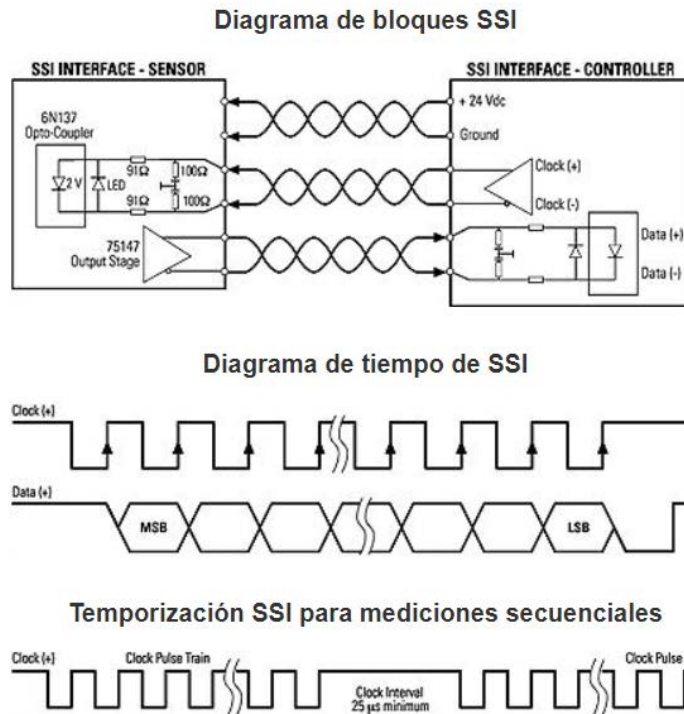 Diagrama de bloques SSI
SSI INTERFACE - SENSOR
SSI INTERFACE - CONTROLLER
6N137
Opto-Coupler
2 V
LED
91Ω
100Ω
91Ω
100Ω
75147
Output Stage
+ 24 Vdc
Ground
Clock (+)
Clock (-)
Data (+)
Data (-)
Diagrama de tiempo de SSI
Clock (+)
Data (+)
MSB
LSB
Temporización SSI para mediciones secuenciales
Clock (+)
Clock Pulse Train
Clock Interval
25 µs minimum
Clock Pulse